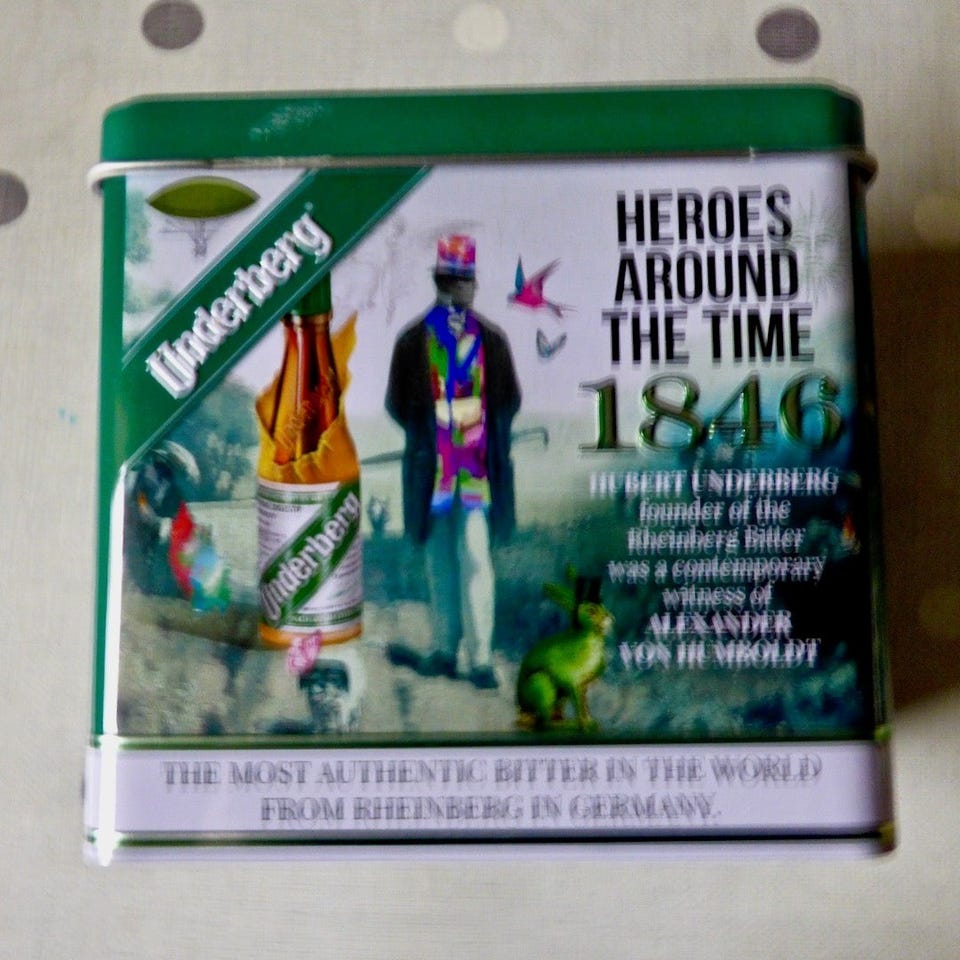 Underberg
HEROES
AROUND
THE TIME
1846
HUBERT UNDERBERG
founder of the
Rheinberg Bitter
was a contemporary
witness of
ALEXANDER
VON HUMBOLDT
Underberg
THE MOST AUTHENTIC BITTER IN THE WORLD
FROM RHEINBERG IN GERMANY.